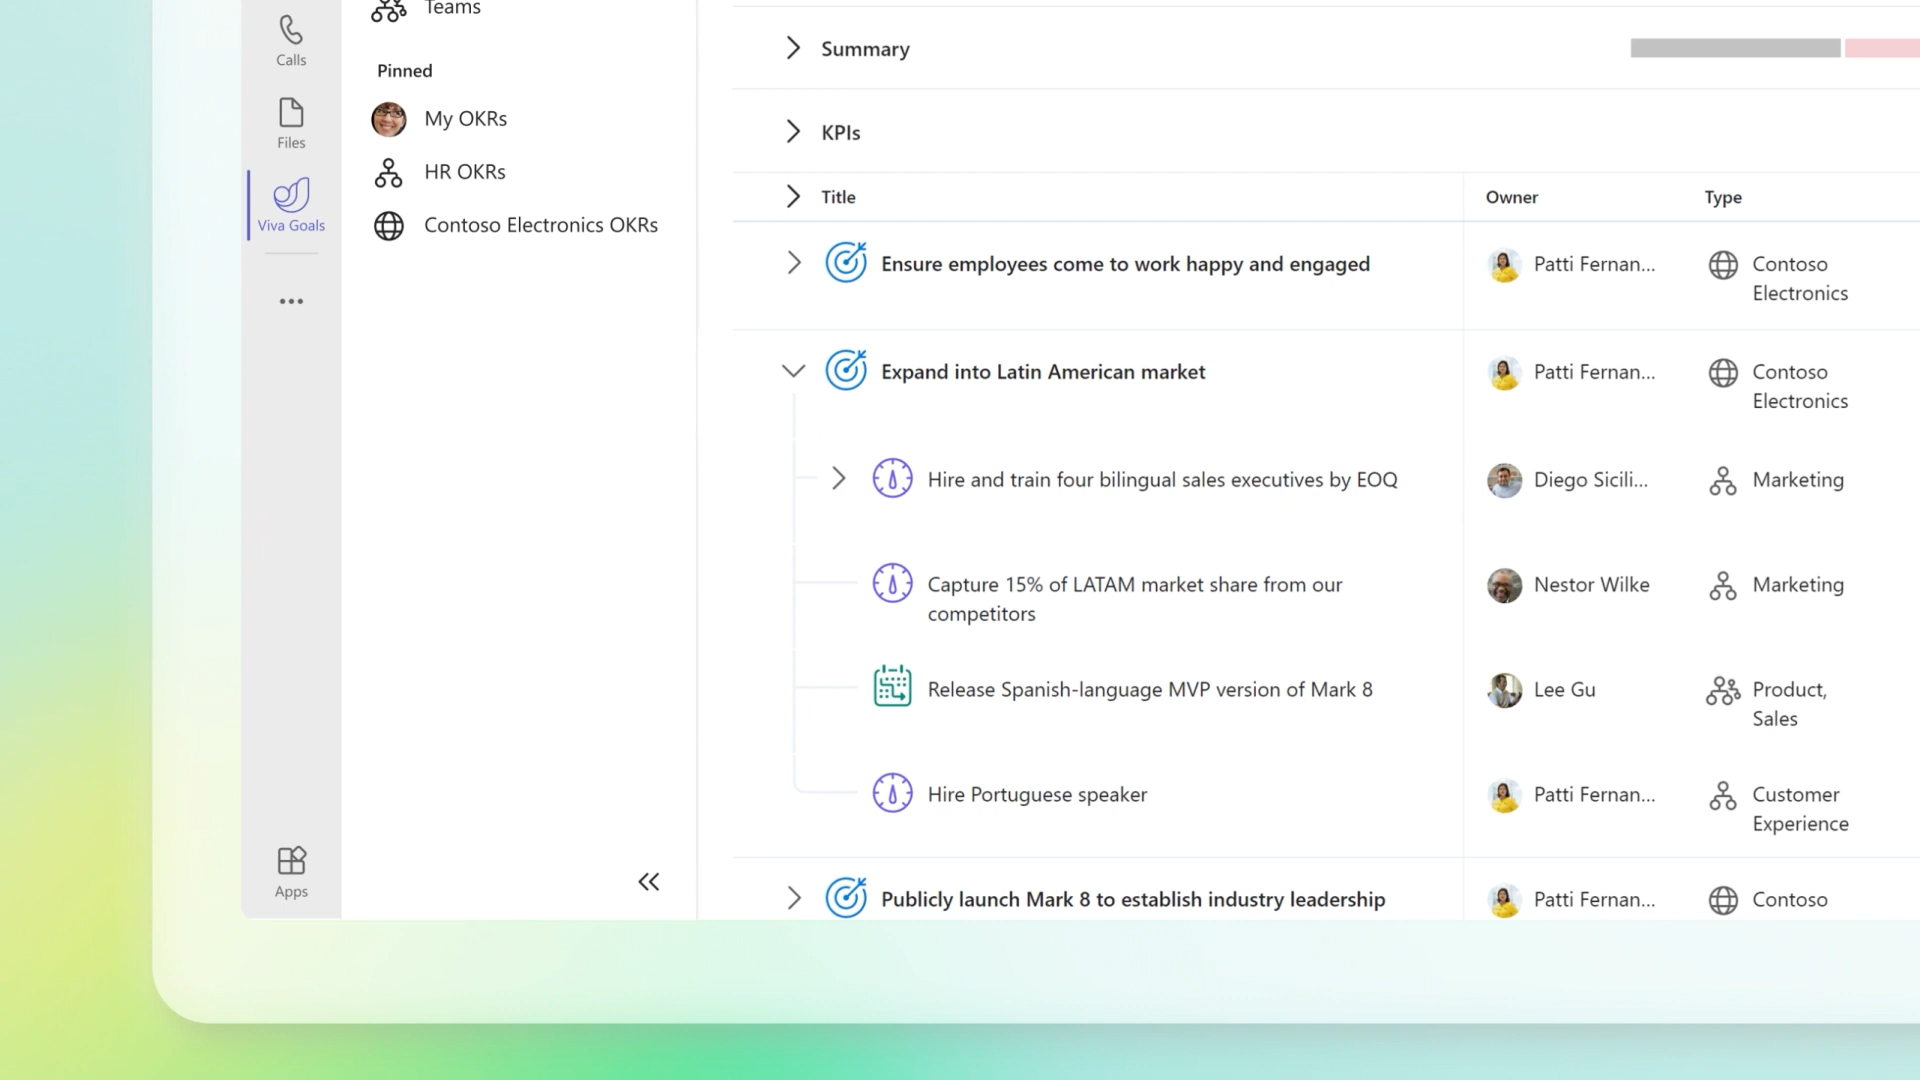 Teams
Calls
Pinned
My OKRs
Files
HR OKRs
Viva Goals
Contoso Electronics OKRs
Apps
Summary
KPIs
Title
Owner
Type
Ensure employees come to work happy and engaged
Patti Fernan...
Contoso
Electronics
Expand into Latin American market
Patti Fernan...
Contoso
Electronics
Hire and train four bilingual sales executives by EOQ
Diego Sicili...
Marketing
Capture 15% of LATAM market share from our
competitors
Nestor Wilke
Marketing
Release Spanish-language MVP version of Mark 8
Lee Gu
Product,
Sales
Hire Portuguese speaker
Patti Fernan...
Customer
Experience
Publicly launch Mark 8 to establish industry leadership
Patti Fernan...
Contoso